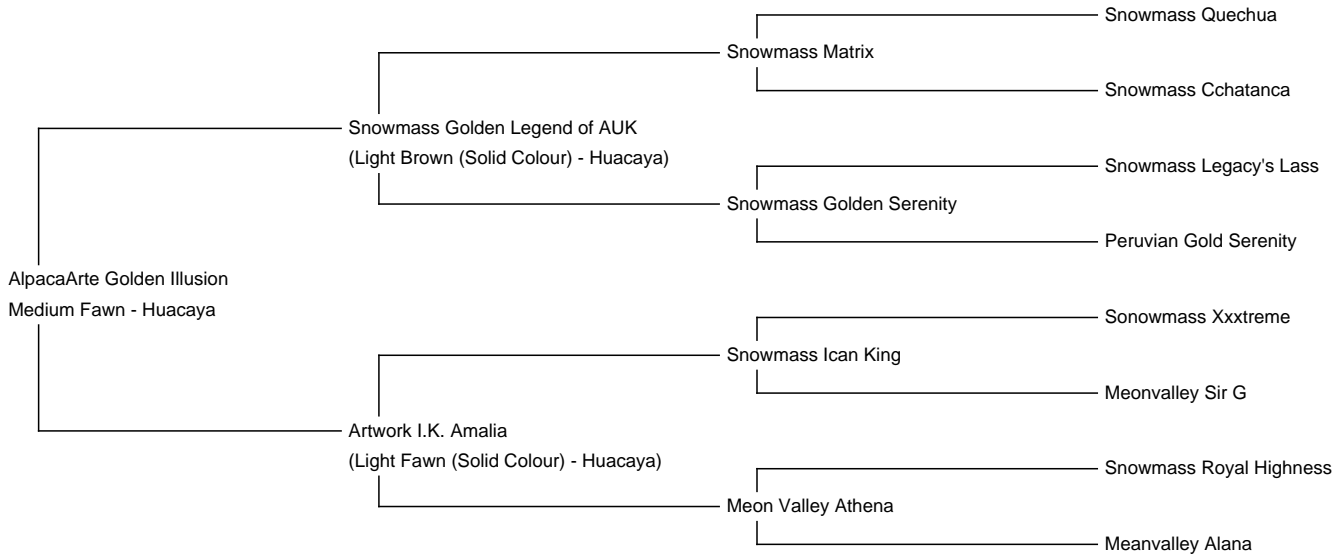 Snowmass Quechua
Snowmass Matrix
Snowmass Cchatanca
Snowmass Golden Legend of AUK
(Light Brown (Solid Colour) - Huacaya)
Snowmass Legacy's Lass
Snowmass Golden Serenity
Peruvian Gold Serenity
AlpacaArte Golden Illusion
Medium Fawn - Huacaya
Sonowmass Xxxtreme
Snowmass Ican King
Meonvalley Sir G
Artwork I.K. Amalia
(Light Fawn (Solid Colour) - Huacaya)
Snowmass Royal Highness
Meon Valley Athena
Meanvalley Alana